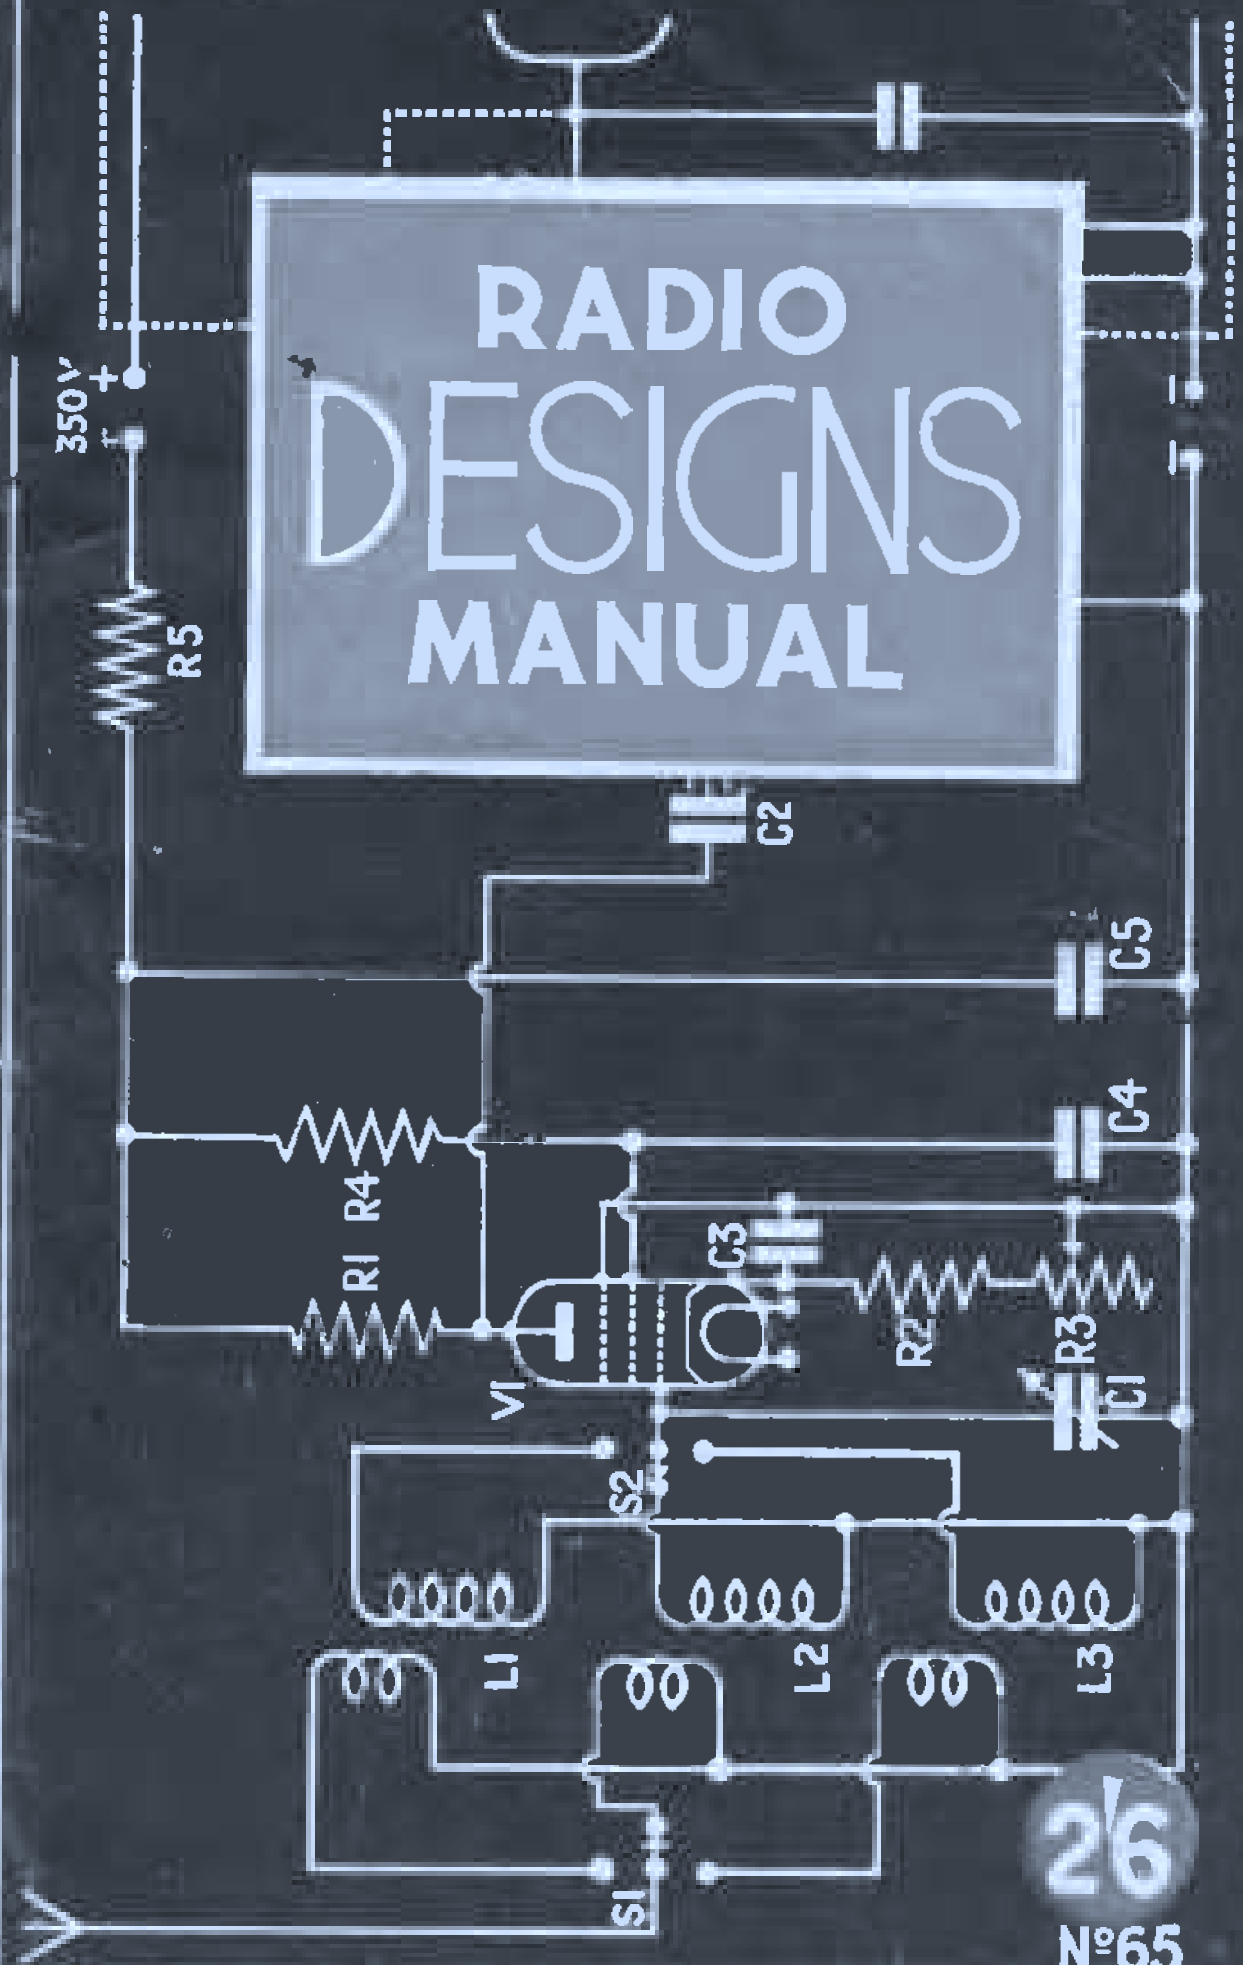 RADIO
DESIGNS
MANUAL
350V
+
R5
C2
C5
C4
R4
R1
C3
R2
R3
C1
V1
S2
L1
L2
L3
S1
2'6
Nº65